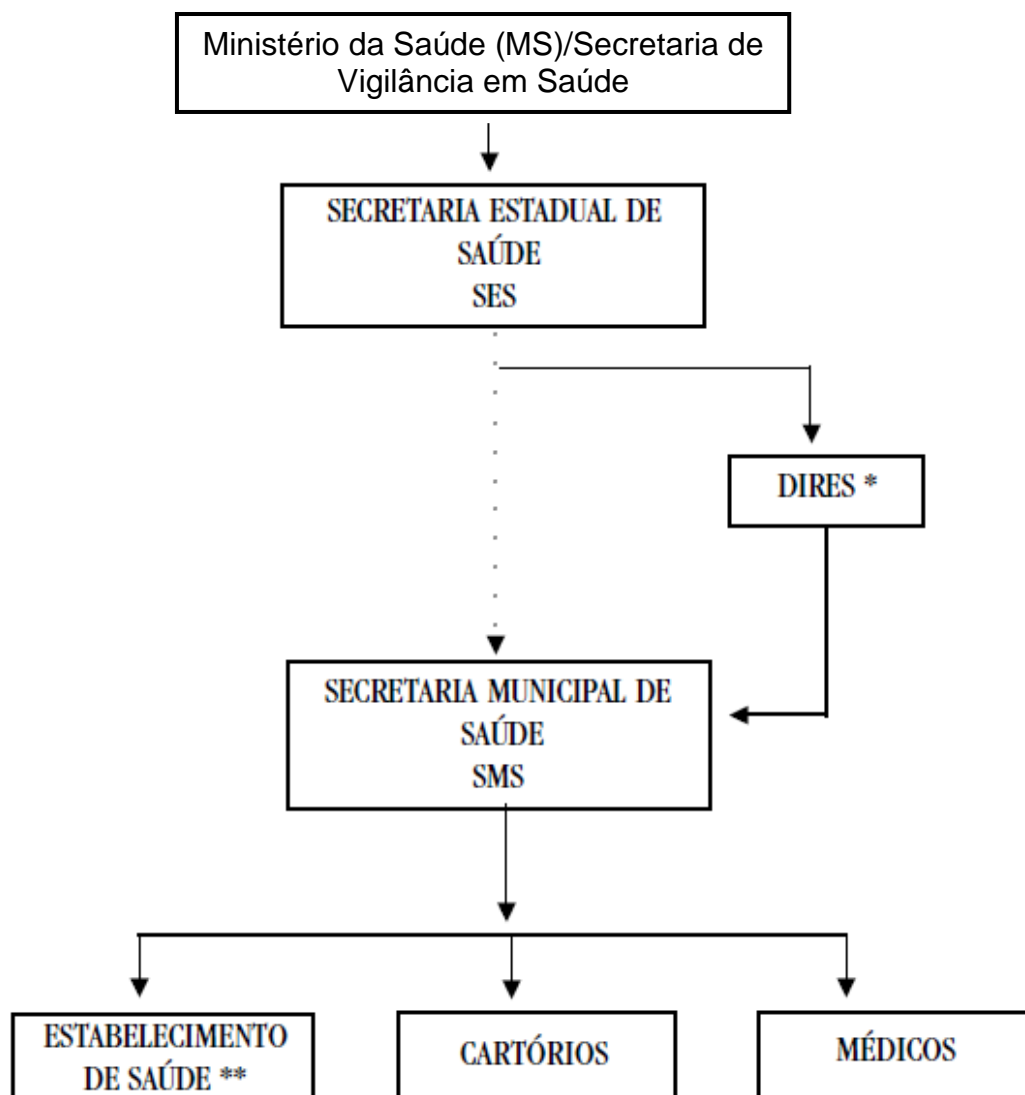 Ministério da Saúde (MS)/Secretaria de
Vigilância em Saúde
SECRETARIA ESTADUAL DE
SAÚDE
SES
DIRES *
SECRETARIA MUNICIPAL DE
SAÚDE
SMS
ESTABELECIMENTO
DE SAÚDE **
CARTÓRIOS
MÉDICOS